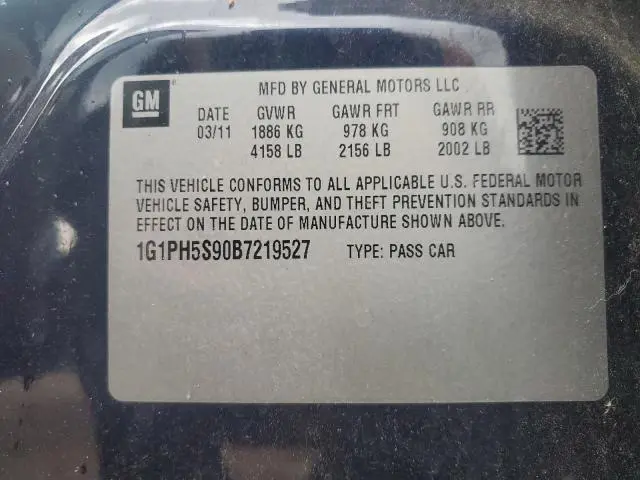 GM
MFD BY GENERAL MOTORS LLC
DATE GVWR GAWR FRT GAWR RR
03/11 1886 KG 978 KG 908 KG
4158 LB 2156 LB 2002 LB
THIS VEHICLE CONFORMS TO ALL APPLICABLE U.S. FEDERAL MOTOR
VEHICLE SAFETY, BUMPER, AND THEFT PREVENTION STANDARDS IN
EFFECT ON THE DATE OF MANUFACTURE SHOWN ABOVE.
1G1PH5S90B7219527 TYPE: PASS CAR